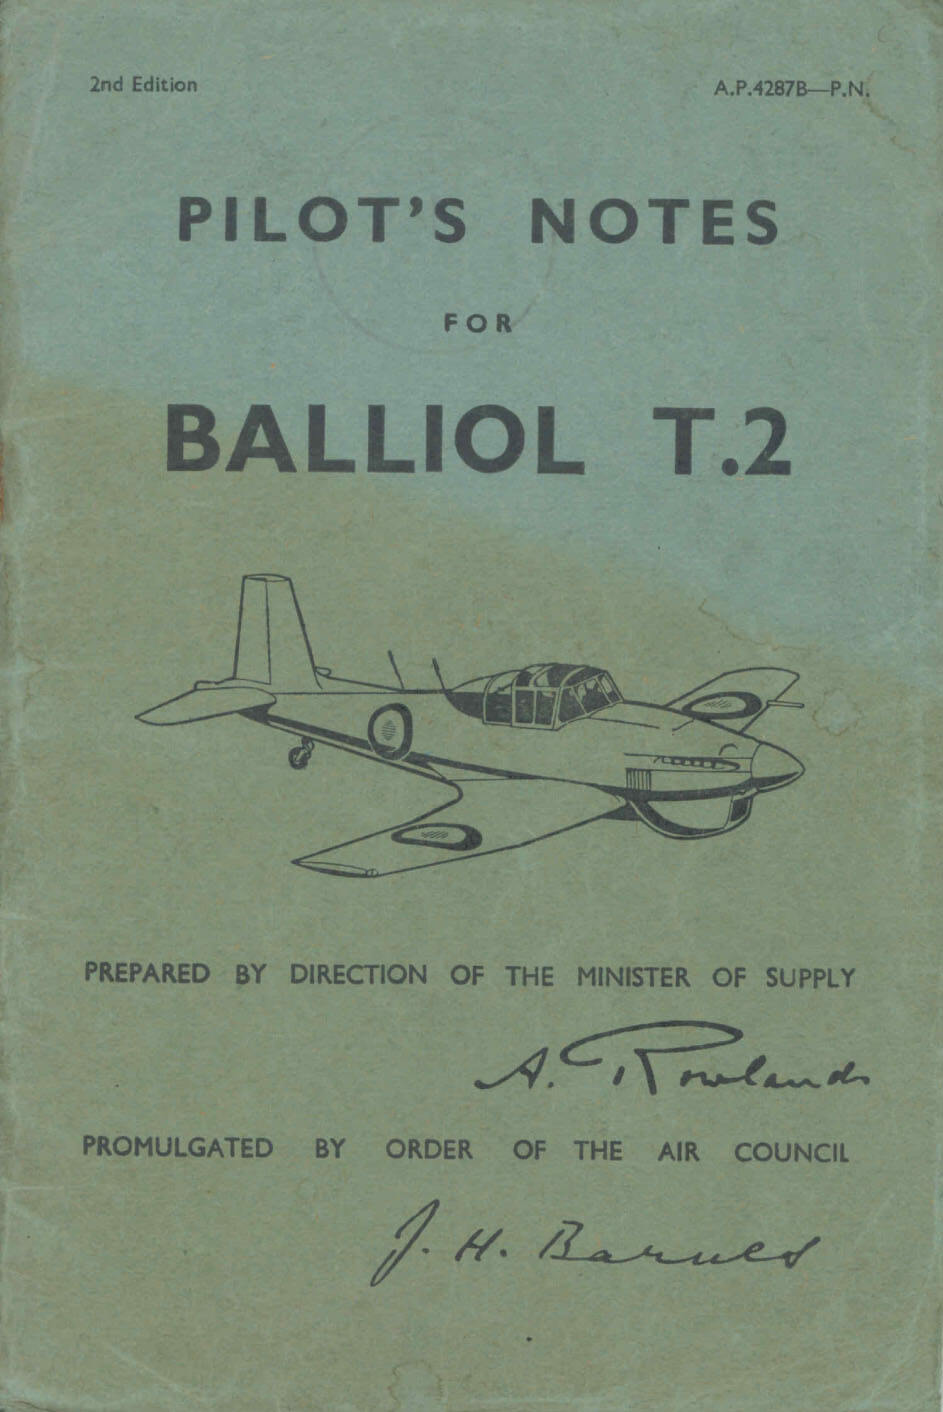 2nd Edition
A.P.4287B—P.N.
PILOT'S NOTES
FOR
BALLIOL T.2
PREPARED BY DIRECTION OF THE MINISTER OF SUPPLY
A. Rowlands
PROMULGATED BY ORDER OF THE AIR COUNCIL
J. H. Barnes